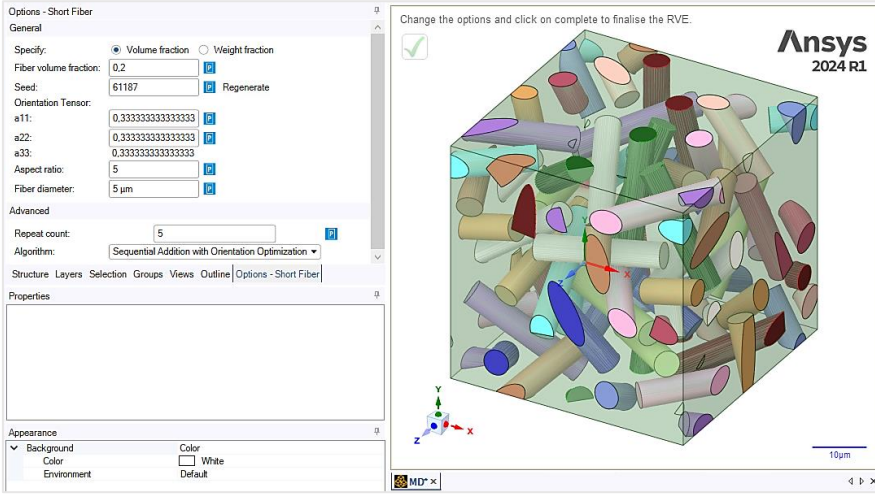 Options - Short Fiber
General
Specify: Volume fraction Weight fraction
Fiber volume fraction: 0,2
Seed: 61187 Regenerate
Orientation Tensor:
a11: 0,333333333333333
a22: 0,333333333333333
a33: 0,333333333333333
Aspect ratio: 5
Fiber diameter: 5 µm
Advanced
Repeat count: 5
Algorithm: Sequential Addition with Orientation Optimization
Structure Layers Selection Groups Views Outline Options - Short Fiber
Properties
Appearance
Background Color
Color White
Environment Default
Change the options and click on complete to finalise the RVE.
Ansys
2024 R1
Y
X
Z
Y
X
Z
10µm
MD*